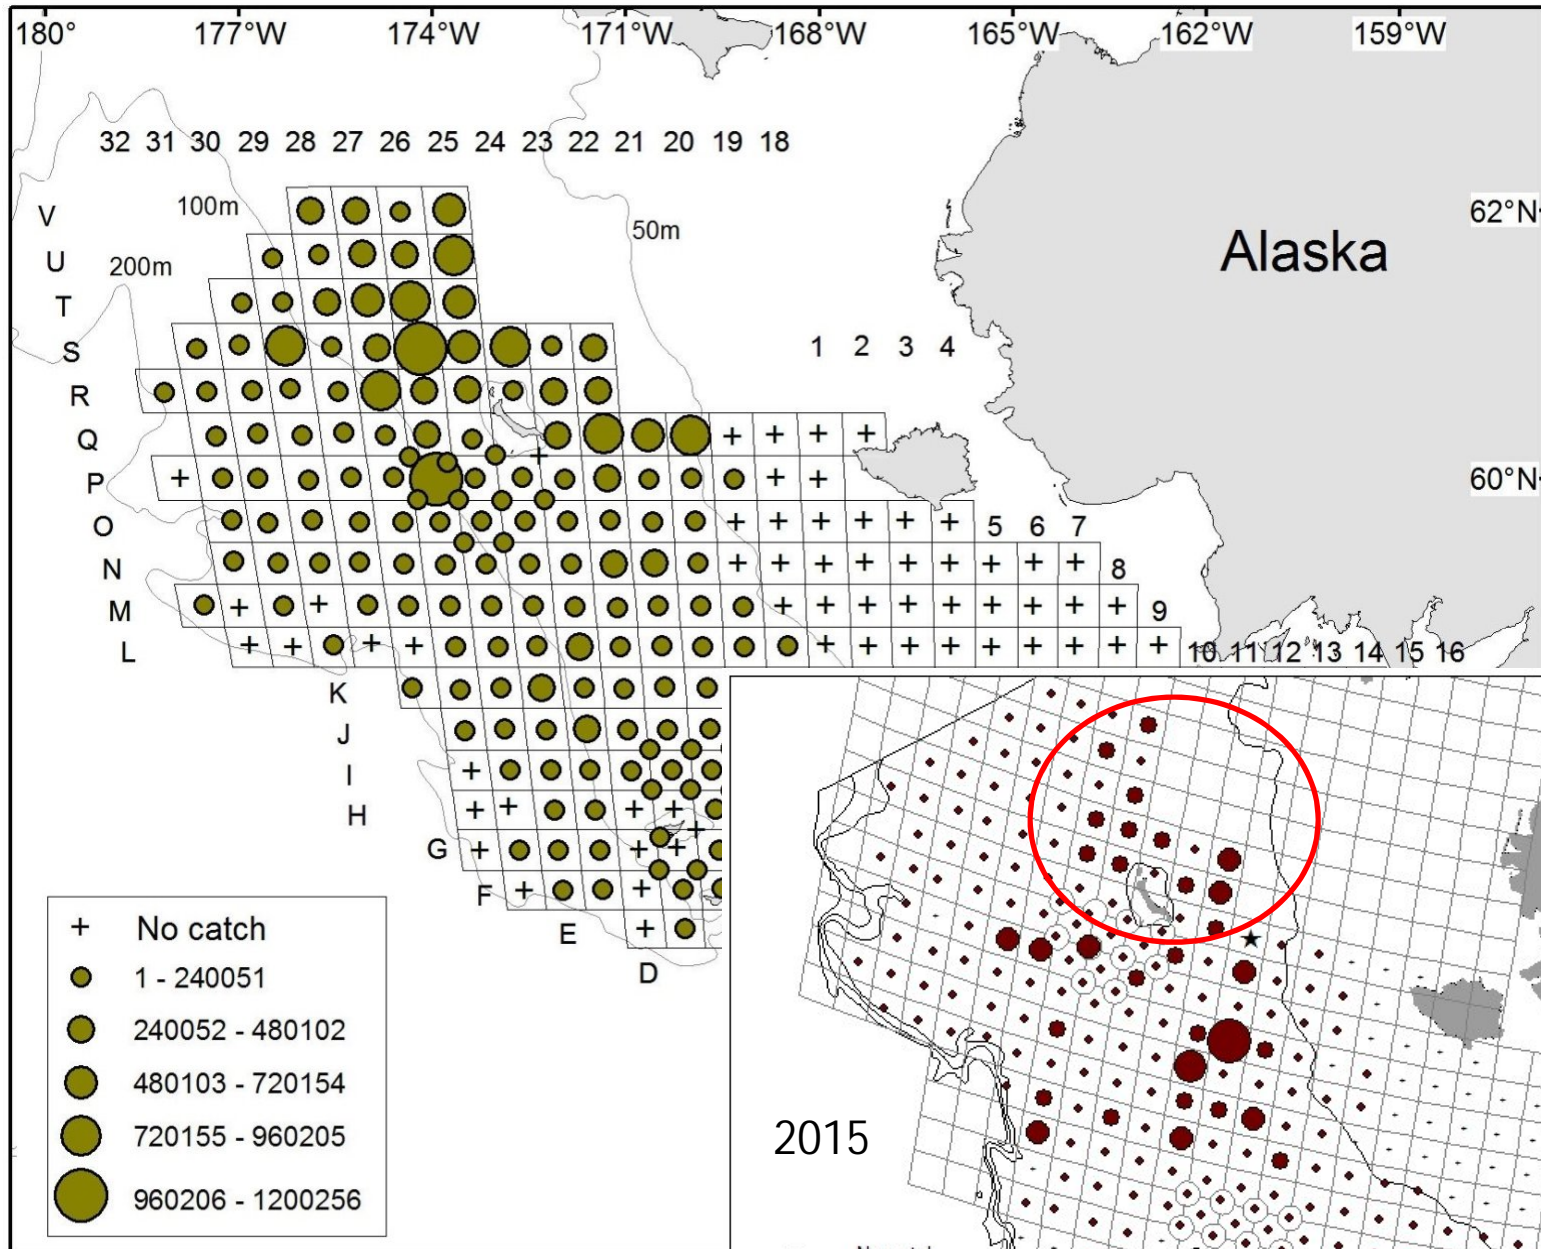 180° 177°W 174°W 171°W 168°W 165°W 162°W 159°W
32 31 30 29 28 27 26 25 24 23 22 21 20 19 18
V
100m
62°N
50m
Alaska
U
200m
T
S
1 2 3 4
R
Q
P
60°N
O
5 6 7
N
8
M
9
L
10 11 12 13 14 15 16
K
J
I
H
G
F
E
D
No catch
1 - 240051
240052 - 480102
480103 - 720154
720155 - 960205
960206 - 1200256
2015